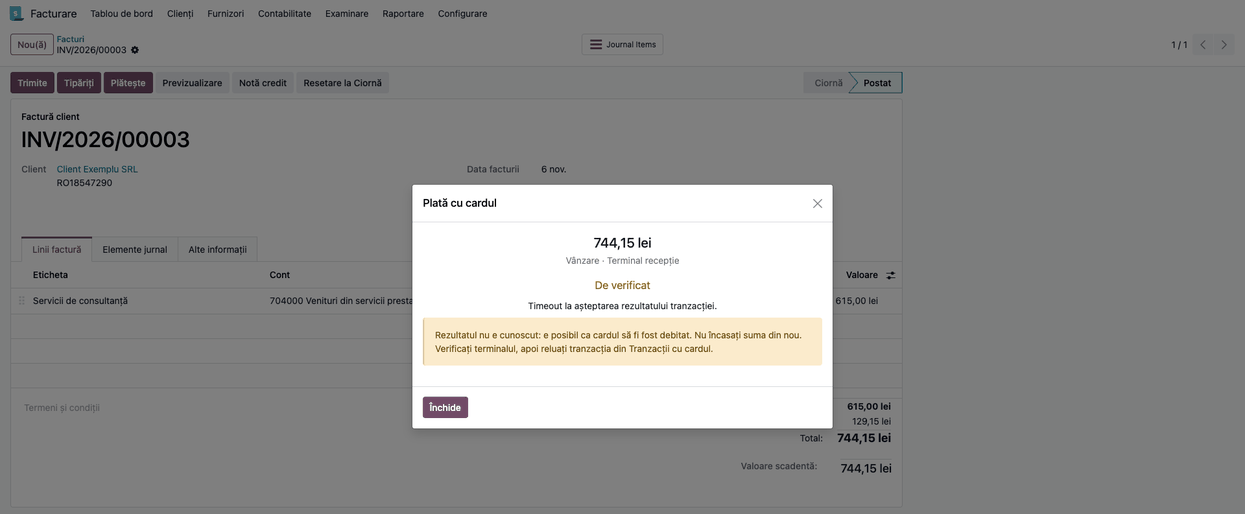 Facturare Tablou de bord Clienți Furnizori Contabilitate Examinare Raportare Configurare
Nou(ă) Facturi
INV/2026/00003
Journal Items
1 / 1
Trimite Tipăriți Plătește Previzualizare Notă credit Resetare la Ciornă Ciornă Postat
Factură client
INV/2026/00003
Client Client Exemplu SRL Data facturii 6 nov.
RO18547290
Plată cu cardul
744,15 lei
Vânzare · Terminal recepție
De verificat
Timeout la așteptarea rezultatului tranzacției.
Rezultatul nu e cunoscut: e posibil ca cardul să fi fost debitat. Nu încasați suma din nou.
Verificați terminalul, apoi reluați tranzacția din Tranzacții cu cardul.
Închide
Linii factură Elemente jurnal Alte informații
Eticheta Cont Valoare
Servicii de consultanță 704000 Venituri din servicii 615,00 lei
Termeni și condiții
615,00 lei
129,15 lei
Total: 744,15 lei
Valoare scadentă: 744,15 lei